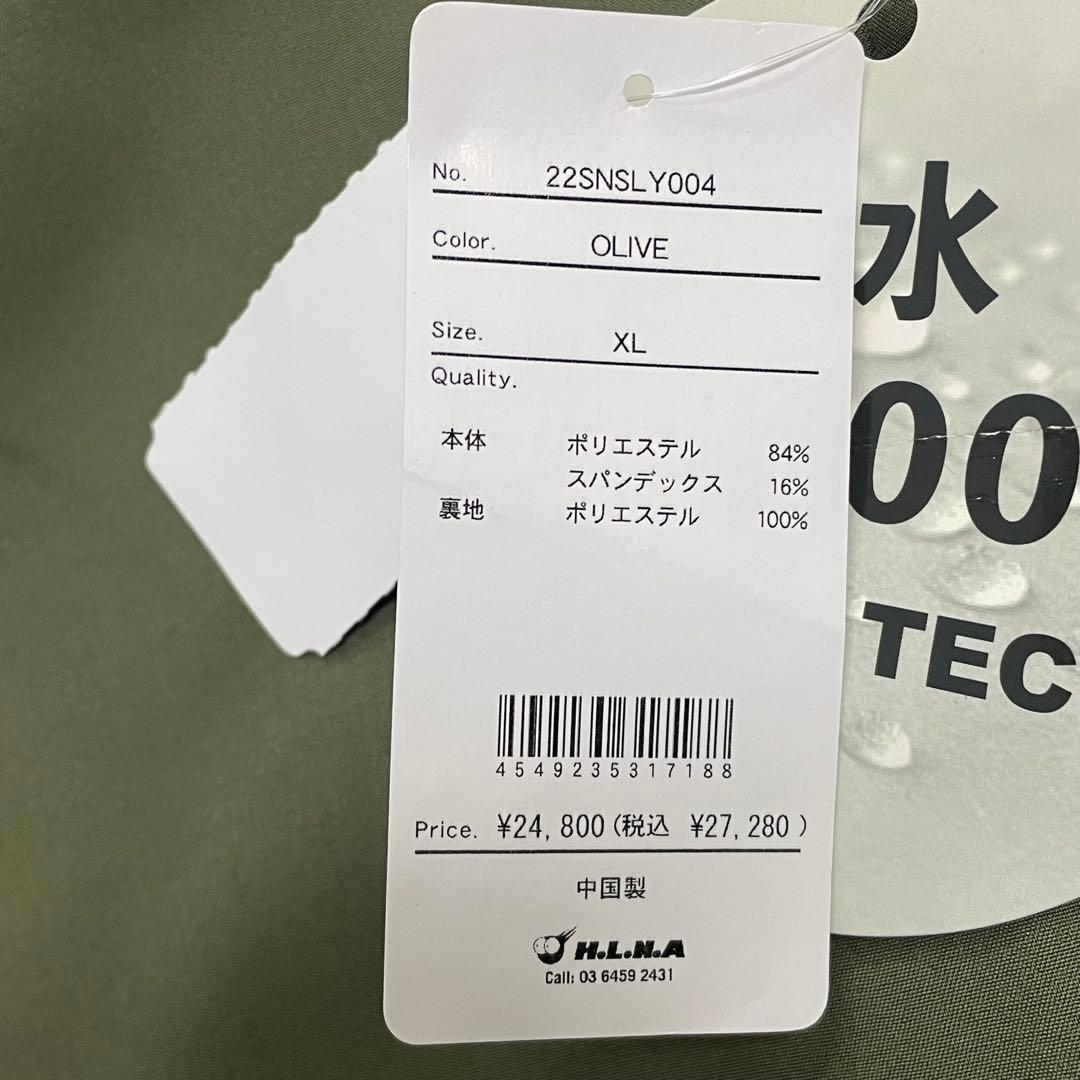 No. 22SNSLY004
Color. OLIVE
Size. XL
Quality.
本体 ポリエステル 84%
スパンデックス 16%
裏地 ポリエステル 100%
4549235317188
Price. ¥24,800(税込 ¥27,280)
中国製
H.L.N.A
Call: 03 6459 2431
水
00
TEC